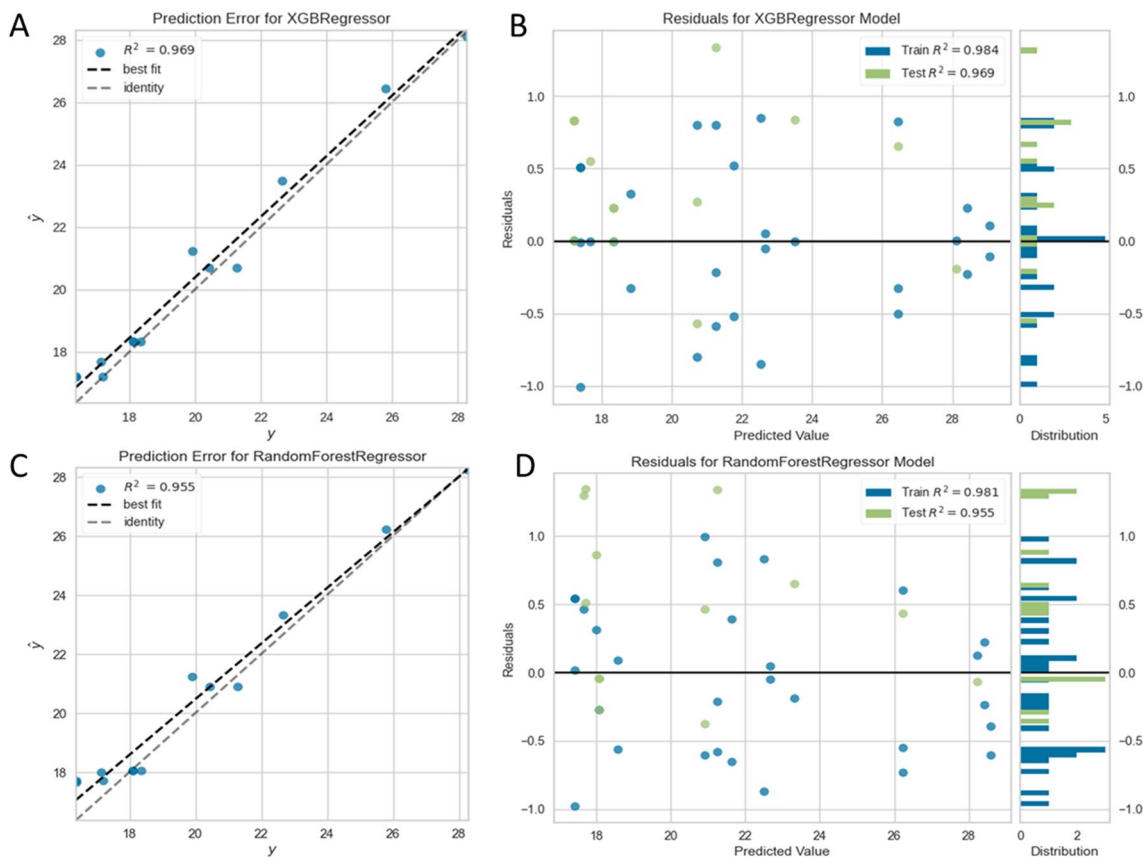 A
Prediction Error for XGBRegressor
28
26
24
22
20
18
ŷ
R² = 0.969
best fit
identity
18 20 22 24 26 28
y
B
Residuals for XGBRegressor Model
Train R² = 0.984
Test R² = 0.969
1.0
0.5
0.0
−0.5
−1.0
Residuals
18 20 22 24 26 28
Predicted Value
1.0
0.5
0.0
−0.5
−1.0
0 5
Distribution
C
Prediction Error for RandomForestRegressor
28
26
24
22
20
18
ŷ
R² = 0.955
best fit
identity
18 20 22 24 26 28
y
D
Residuals for RandomForestRegressor Model
Train R² = 0.981
Test R² = 0.955
1.0
0.5
0.0
−0.5
−1.0
Residuals
18 20 22 24 26 28
Predicted Value
1.0
0.5
0.0
−0.5
−1.0
0 2
Distribution